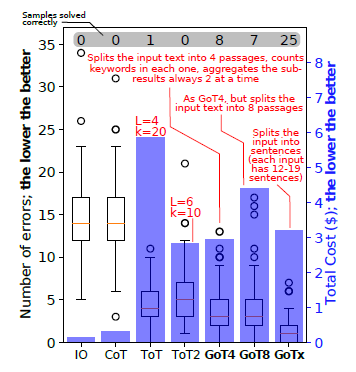 Samples solved
correctly
0 0 1 0 8 7 25
Splits the input text into 4 passages, counts
keywords in each one, aggregates the sub-
results always 2 at a time
As GoT4, but splits the
input text into 8 passages
Splits the
input into
sentences
(each input
has 12-19
sentences)
L=4
k=20
L=6
k=10
Number of errors; the lower the better
35
30
25
20
15
10
5
0
Total Cost ($); the lower the better
8
7
6
5
4
3
2
1
0
IO CoT ToT ToT2 GoT4 GoT8 GoTx